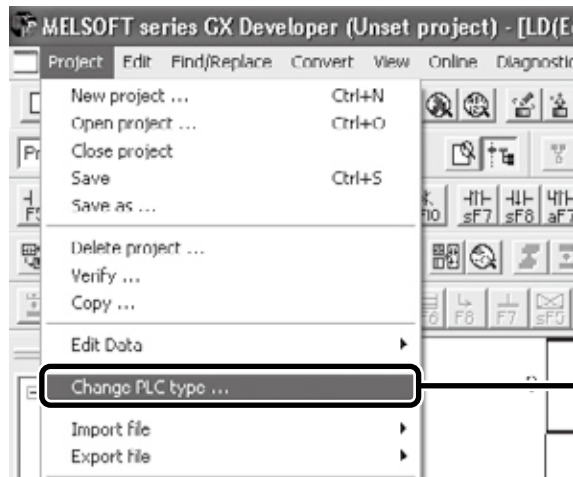 MELSOFT series GX Developer (Unset project) - [LD(E
Project Edit Find/Replace Convert View Online Diagnostic
New project ... Ctrl+N
Open project ... Ctrl+O
Close project
Save Ctrl+S
Save as ...
Delete project ...
Verify ...
Copy ...
Edit Data
Change PLC type ...
Import file
Export file
Pr
F5
F10 sF7 sF8 aF7
F6 F8 F7 sF5